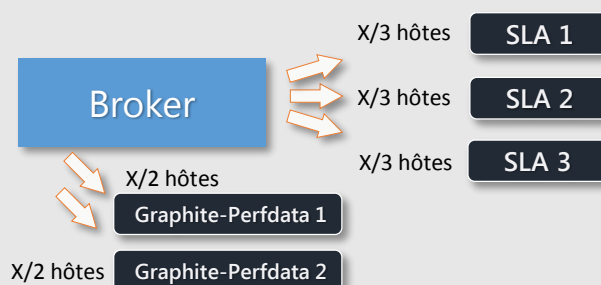 X/3 hôtes SLA 1
Broker
X/3 hôtes SLA 2
X/3 hôtes SLA 3
X/2 hôtes
Graphite-Perfdata 1
X/2 hôtes Graphite-Perfdata 2